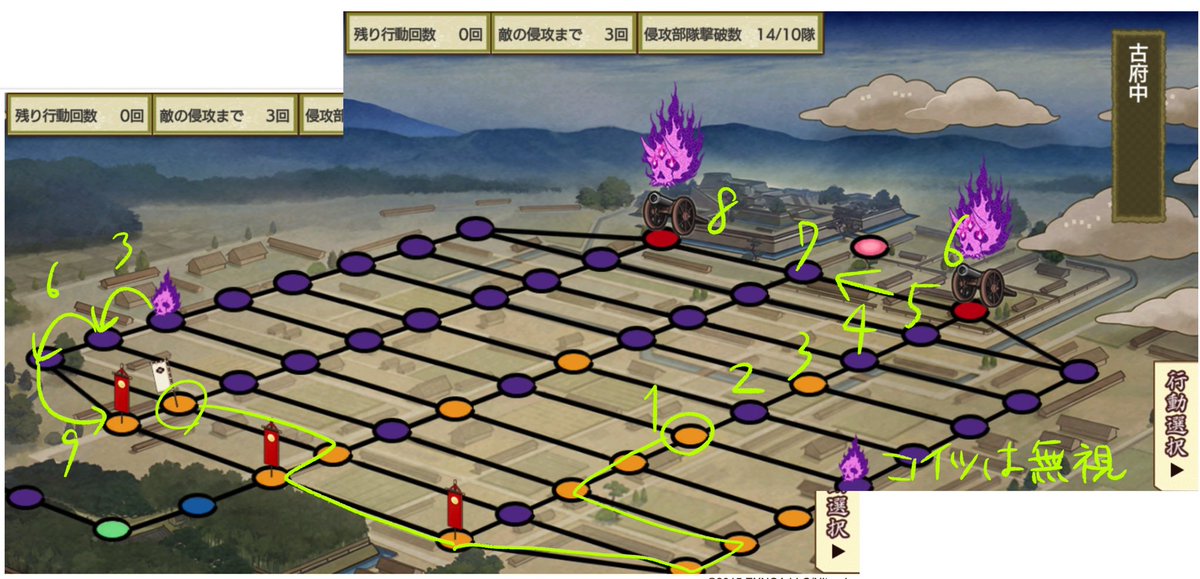 残り行動回数 0回 敵の侵攻まで 3回 侵攻部隊撃破数 14/10隊
古府中
残り行動回数 0回 敵の侵攻まで 3回 侵攻部
8
7
6
3
6
5
4
3
2
1
9
行動選択
コイツは無視
選択